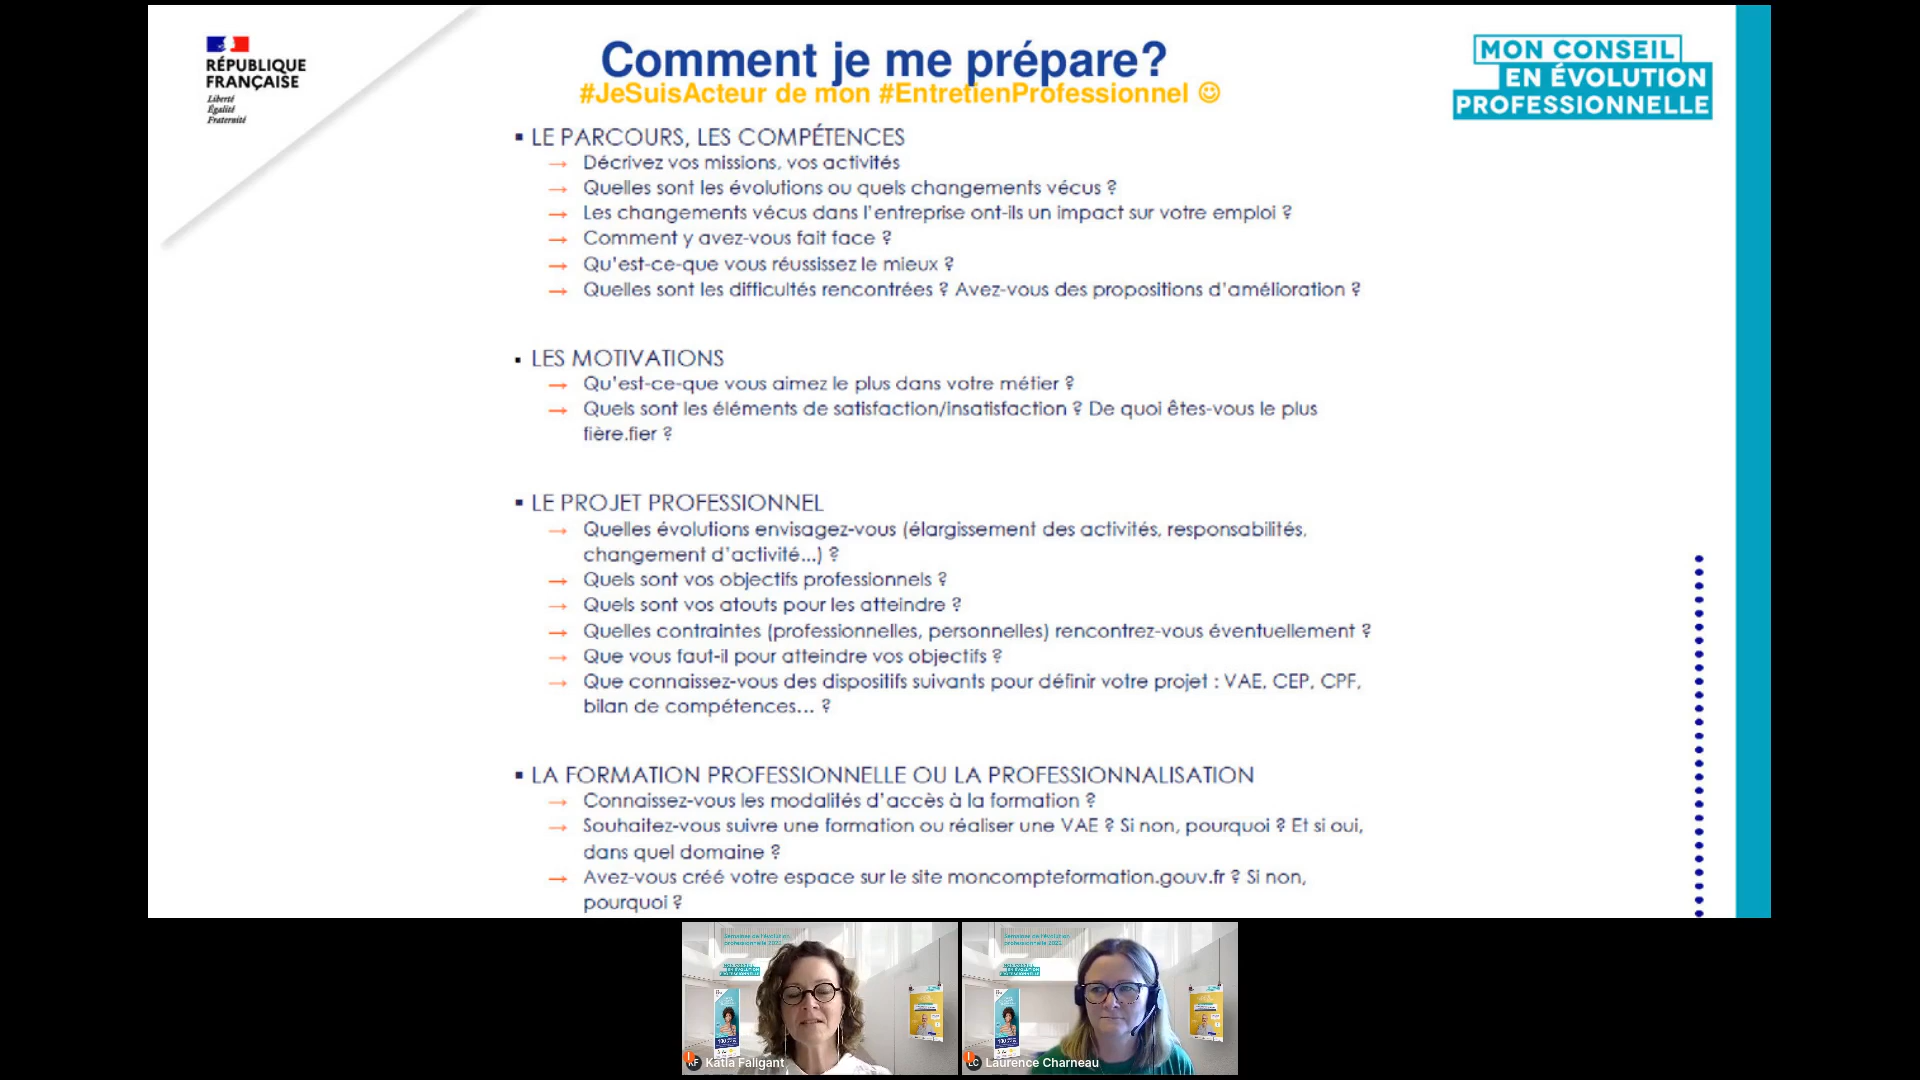 RÉPUBLIQUE
FRANÇAISE
Liberté
Égalité
Fraternité
Comment je me prépare?
#JeSuisActeur de mon #EntretienProfessionnel ☺
MON CONSEIL
EN ÉVOLUTION
PROFESSIONNELLE
▪ LE PARCOURS, LES COMPÉTENCES
→ Décrivez vos missions, vos activités
→ Quelles sont les évolutions ou quels changements vécus ?
→ Les changements vécus dans l'entreprise ont-ils un impact sur votre emploi ?
→ Comment y avez-vous fait face ?
→ Qu'est-ce-que vous réussissez le mieux ?
→ Quelles sont les difficultés rencontrées ? Avez-vous des propositions d'amélioration ?
▪ LES MOTIVATIONS
→ Qu'est-ce-que vous aimez le plus dans votre métier ?
→ Quels sont les éléments de satisfaction/insatisfaction ? De quoi êtes-vous le plus
fière.fier ?
▪ LE PROJET PROFESSIONNEL
→ Quelles évolutions envisagez-vous (élargissement des activités, responsabilités,
changement d'activité...) ?
→ Quels sont vos objectifs professionnels ?
→ Quels sont vos atouts pour les atteindre ?
→ Quelles contraintes (professionnelles, personnelles) rencontrez-vous éventuellement ?
→ Que vous faut-il pour atteindre vos objectifs ?
→ Que connaissez-vous des dispositifs suivants pour définir votre projet : VAE, CEP, CPF,
bilan de compétences... ?
▪ LA FORMATION PROFESSIONNELLE OU LA PROFESSIONNALISATION
→ Connaissez-vous les modalités d'accès à la formation ?
→ Souhaitez-vous suivre une formation ou réaliser une VAE ? Si non, pourquoi ? Et si oui,
dans quel domaine ?
→ Avez-vous créé votre espace sur le site moncompteformation.gouv.fr ? Si non,
pourquoi ?
KF Katia Faligant
LC Laurence Charneau